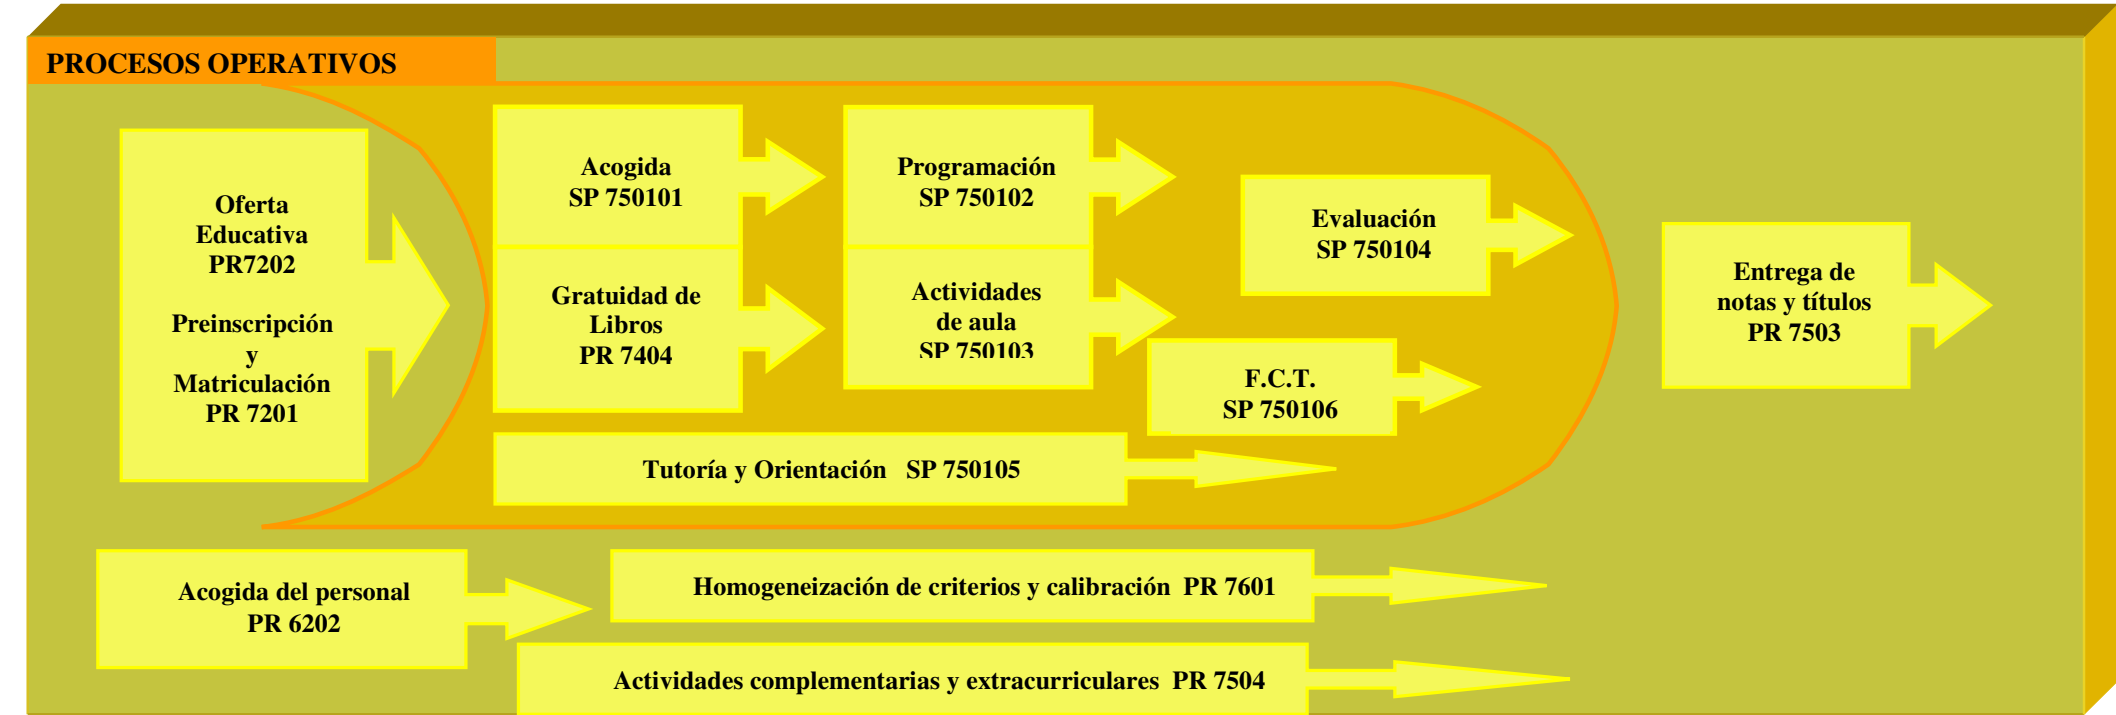 PROCESOS OPERATIVOS
Oferta
Educativa
PR7202
Preinscripción
y
Matriculación
PR 7201
Acogida
SP 750101
Gratuidad de
Libros
PR 7404
Programación
SP 750102
Actividades
de aula
SP 750103
Evaluación
SP 750104
F.C.T.
SP 750106
Tutoría y Orientación SP 750105
Entrega de
notas y títulos
PR 7503
Acogida del personal
PR 6202
Homogeneización de criterios y calibración PR 7601
Actividades complementarias y extracurriculares PR 7504